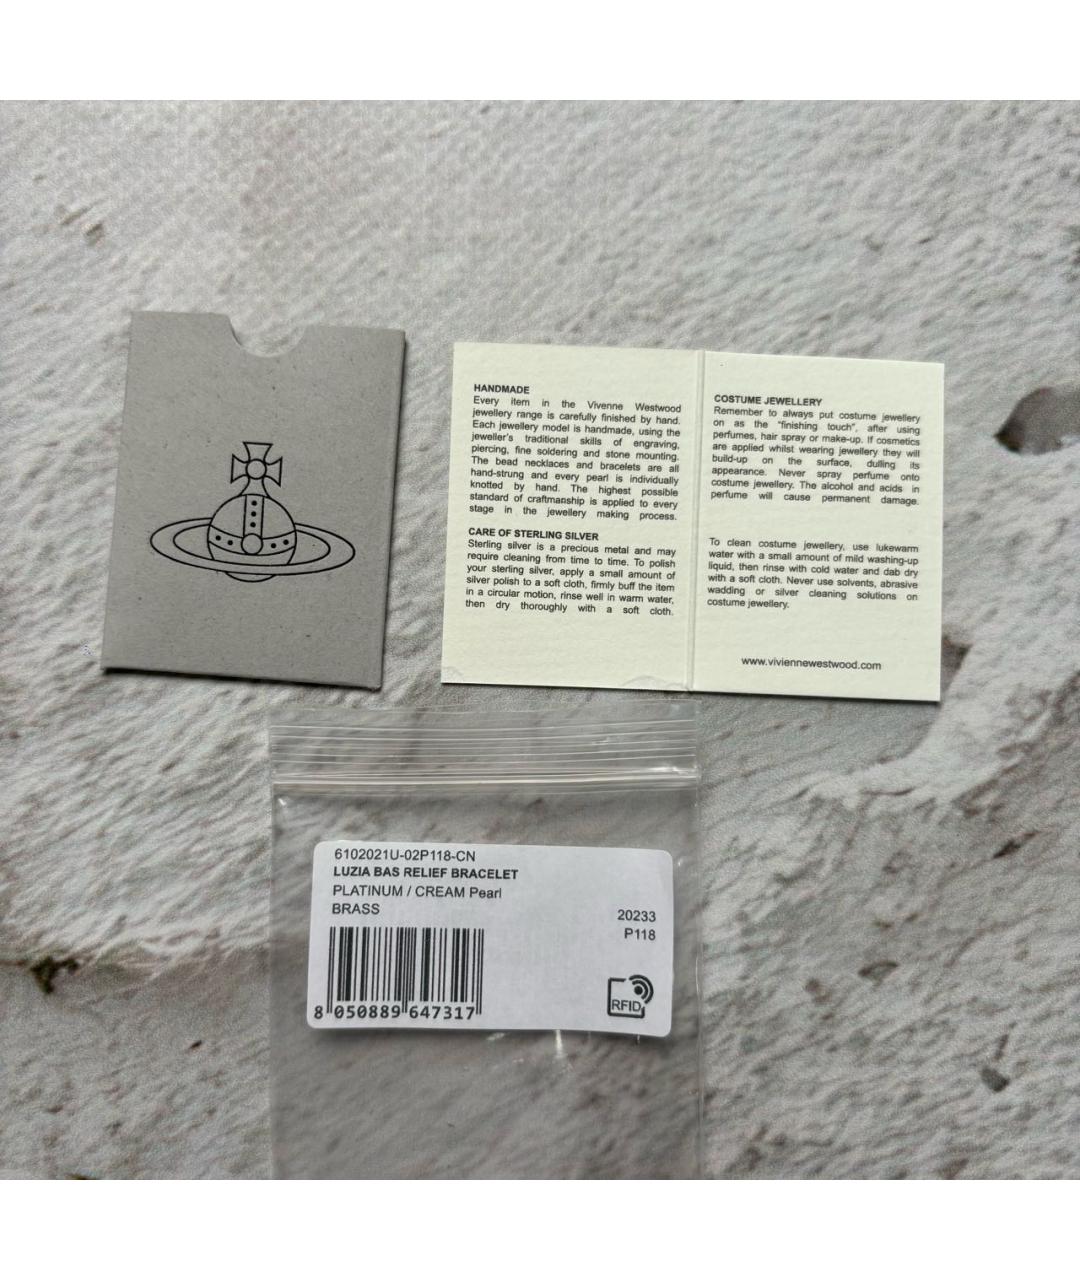 HANDMADE
Every item in the Vivenne Westwood
jewellery range is carefully finished by hand.
Each jewellery model is handmade, using the
jeweller's traditional skills of engraving,
piercing, fine soldering and stone mounting.
The bead necklaces and bracelets are all
hand-strung and every pearl is individually
knotted by hand. The highest possible
standard of craftmanship is applied to every
stage in the jewellery making process.
CARE OF STERLING SILVER
Sterling silver is a precious metal and may
require cleaning from time to time. To polish
your sterling silver, apply a small amount of
silver polish to a soft cloth, firmly buff the item
in a circular motion, rinse well in warm water,
then dry thoroughly with a soft cloth.
COSTUME JEWELLERY
Remember to always put costume jewellery
on as the "finishing touch", after using
perfumes, hair spray or make-up. If cosmetics
are applied whilst wearing jewellery they will
build-up on the surface, dulling its
appearance. Never spray perfume onto
costume jewellery. The alcohol and acids in
perfume will cause permanent damage.
To clean costume jewellery, use lukewarm
water with a small amount of mild washing-up
liquid, then rinse with cold water and dab dry
with a soft cloth. Never use solvents, abrasive
wadding or silver cleaning solutions on
costume jewellery.
www.viviennewestwood.com
6102021U-02P118-CN
LUZIA BAS RELIEF BRACELET
PLATINUM / CREAM Pearl
BRASS
20233
P118
RFID
8 050889 647317